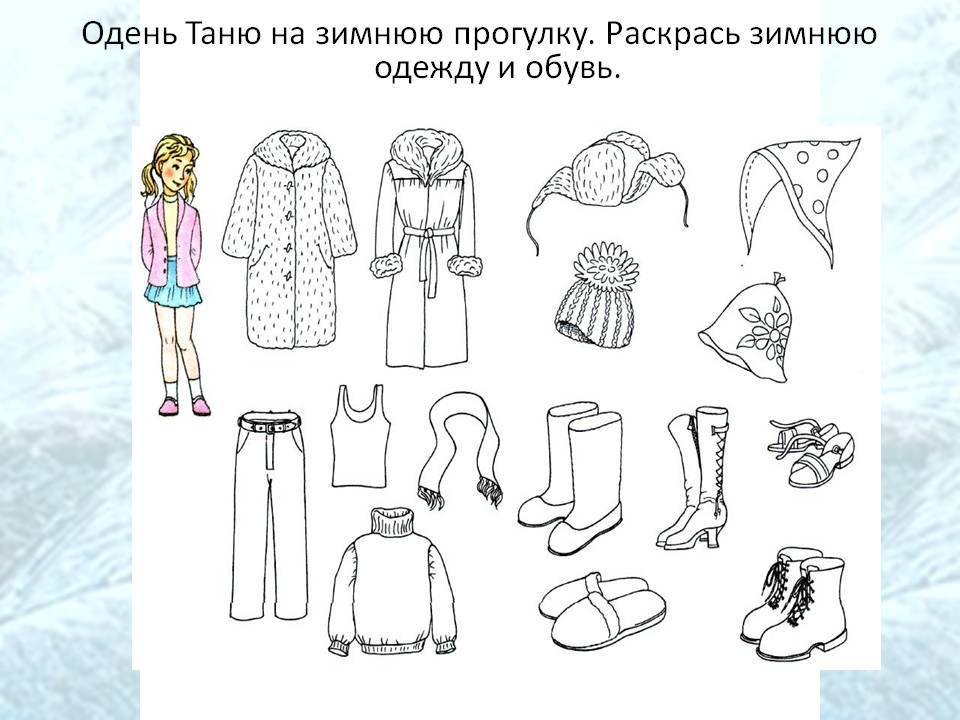 Одень Таню на зимнюю прогулку. Раскрась зимнюю
одежду и обувь.